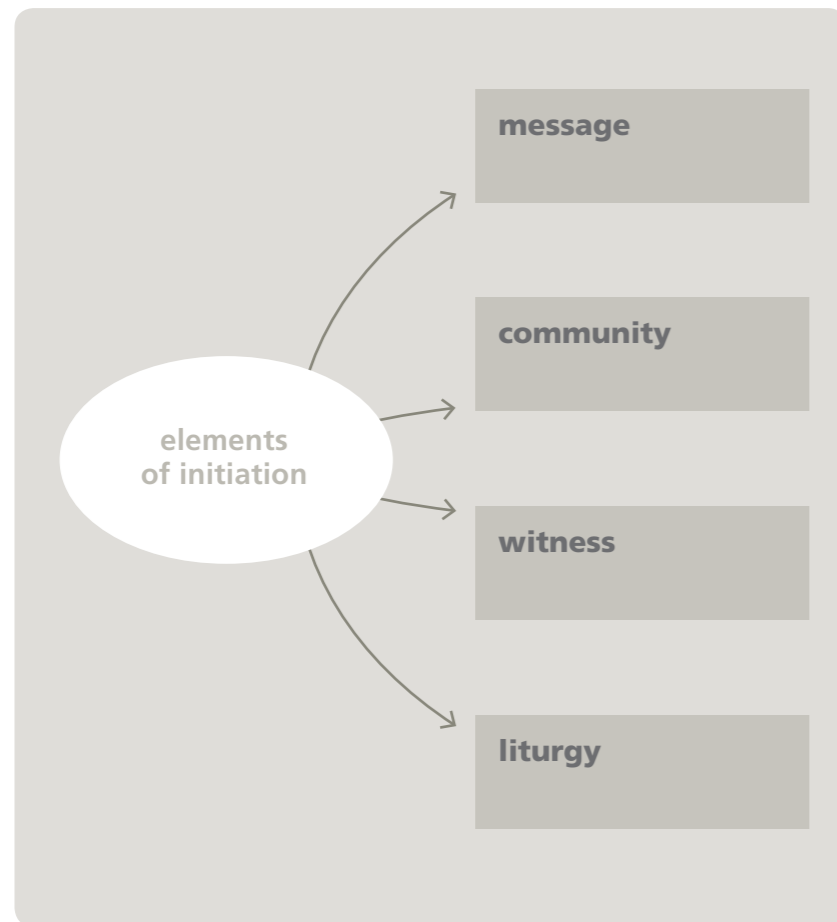 message
community
elements
of initiation
witness
liturgy